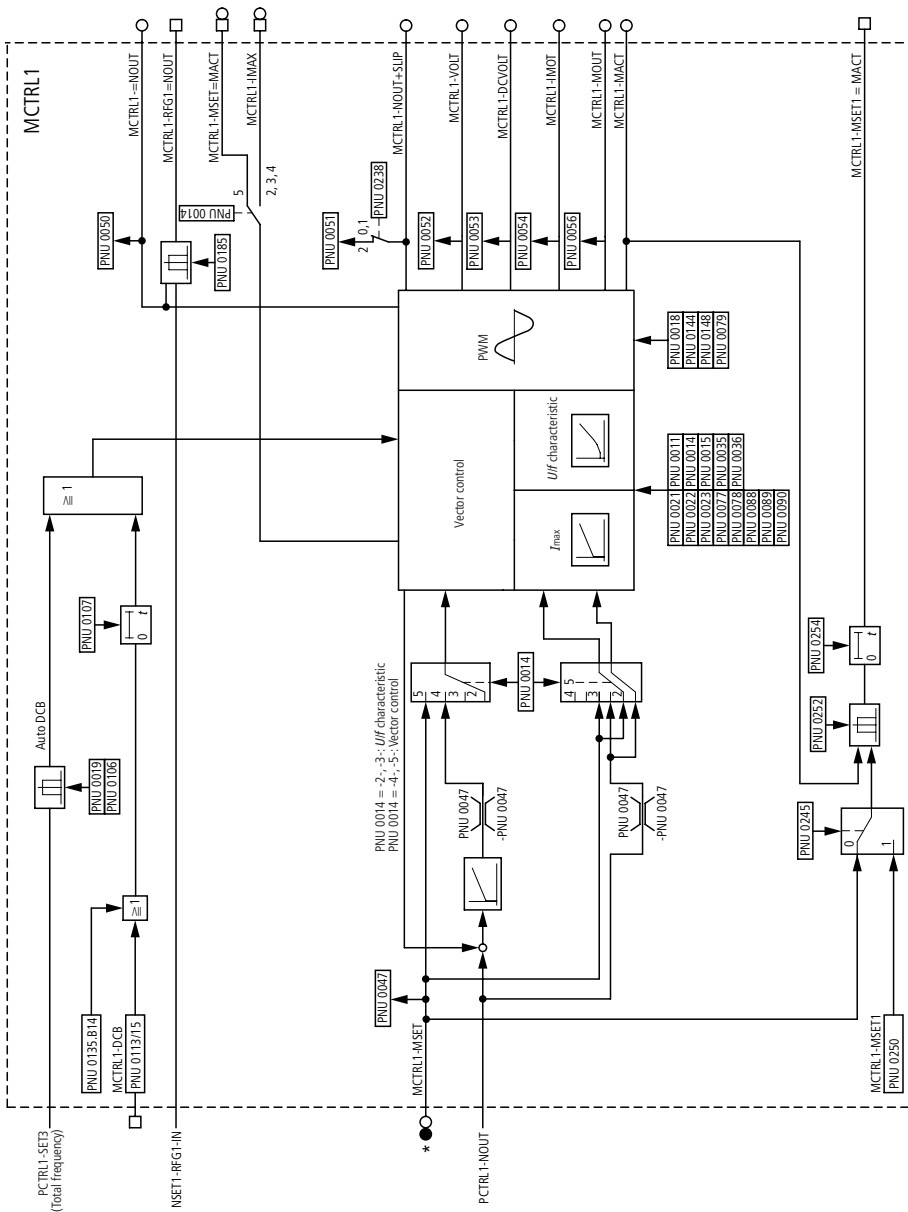 MCTRL1
PCTRL1-SET3
(Total frequency)
PNU 0019
PNU 0106
Auto DCB
≥ 1
PNU 0135.B14
MCTRL1-DCB
PNU 0113/15
≥1
PNU 0107
0 t
NSET1-RFG1-IN
PNU 0050
PNU 0185
PNU 0014
5
2, 3, 4
MCTRL1-=NOUT
MCTRL1-RFG1=NOUT
MCTRL1-MSET=MACT
MCTRL1-IMAX
PNU 0014 = -2-, -3-: U/f characteristic
PNU 0014 = -4-, -5-: Vector control
PNU 0047
MCTRL1-MSET
*
PCTRL1-NOUT
PNU 0047
-PNU 0047
PNU 0047
-PNU 0047
5
4
3
2
PNU 0014
4 5
3
2
Vector control
Imax
U/f characteristic
PWM
PNU 0051
2 0,1
PNU 0238
PNU 0052
PNU 0053
PNU 0054
PNU 0056
MCTRL1-NOUT+SLIP
MCTRL1-VOLT
MCTRL1-DCVOLT
MCTRL1-IMOT
MCTRL1-MOUT
MCTRL1-MACT
PNU 0021 PNU 0011
PNU 0022 PNU 0014
PNU 0023 PNU 0015
PNU 0077 PNU 0035
PNU 0078 PNU 0036
PNU 0088
PNU 0089
PNU 0090
PNU 0018
PNU 0144
PNU 0148
PNU 0079
MCTRL1-MSET1
PNU 0250
PNU 0245
0
1
PNU 0252
PNU 0254
0 t
MCTRL1-MSET1 = MACT